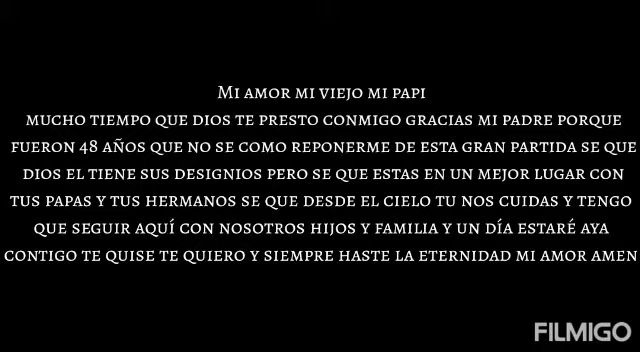 Mi amor mi viejo mi papi
mucho tiempo que dios te presto conmigo gracias mi padre porque
fueron 48 años que no se como reponerme de esta gran partida se que
dios el tiene sus designios pero se que estas en un mejor lugar con
tus papas y tus hermanos se que desde el cielo tu nos cuidas y tengo
que seguir aquí con nosotros hijos y familia y un día estaré aya
contigo te quise te quiero y siempre haste la eternidad mi amor amen
FILMIGO